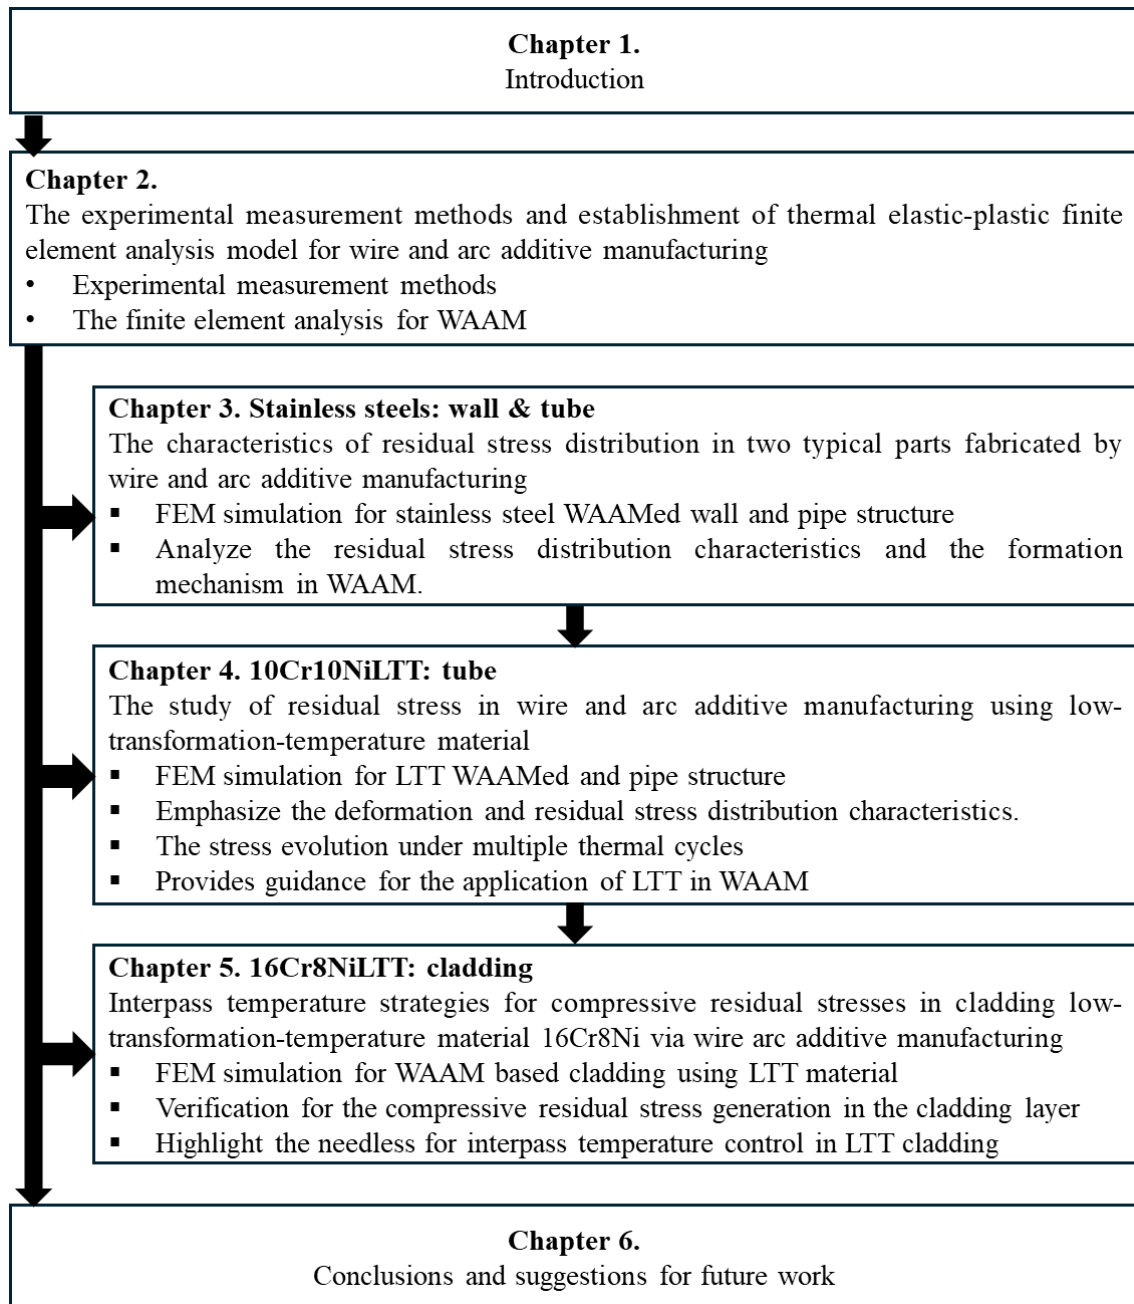 Chapter 1.
Introduction
Chapter 2.
The experimental measurement methods and establishment of thermal elastic-plastic finite
element analysis model for wire and arc additive manufacturing
• Experimental measurement methods
• The finite element analysis for WAAM
Chapter 3. Stainless steels: wall & tube
The characteristics of residual stress distribution in two typical parts fabricated by
wire and arc additive manufacturing
▪ FEM simulation for stainless steel WAAMed wall and pipe structure
▪ Analyze the residual stress distribution characteristics and the formation
mechanism in WAAM.
Chapter 4. 10Cr10NiLTT: tube
The study of residual stress in wire and arc additive manufacturing using low-
transformation-temperature material
▪ FEM simulation for LTT WAAMed and pipe structure
▪ Emphasize the deformation and residual stress distribution characteristics.
▪ The stress evolution under multiple thermal cycles
▪ Provides guidance for the application of LTT in WAAM
Chapter 5. 16Cr8NiLTT: cladding
Interpass temperature strategies for compressive residual stresses in cladding low-
transformation-temperature material 16Cr8Ni via wire arc additive manufacturing
▪ FEM simulation for WAAM based cladding using LTT material
▪ Verification for the compressive residual stress generation in the cladding layer
▪ Highlight the needless for interpass temperature control in LTT cladding
Chapter 6.
Conclusions and suggestions for future work